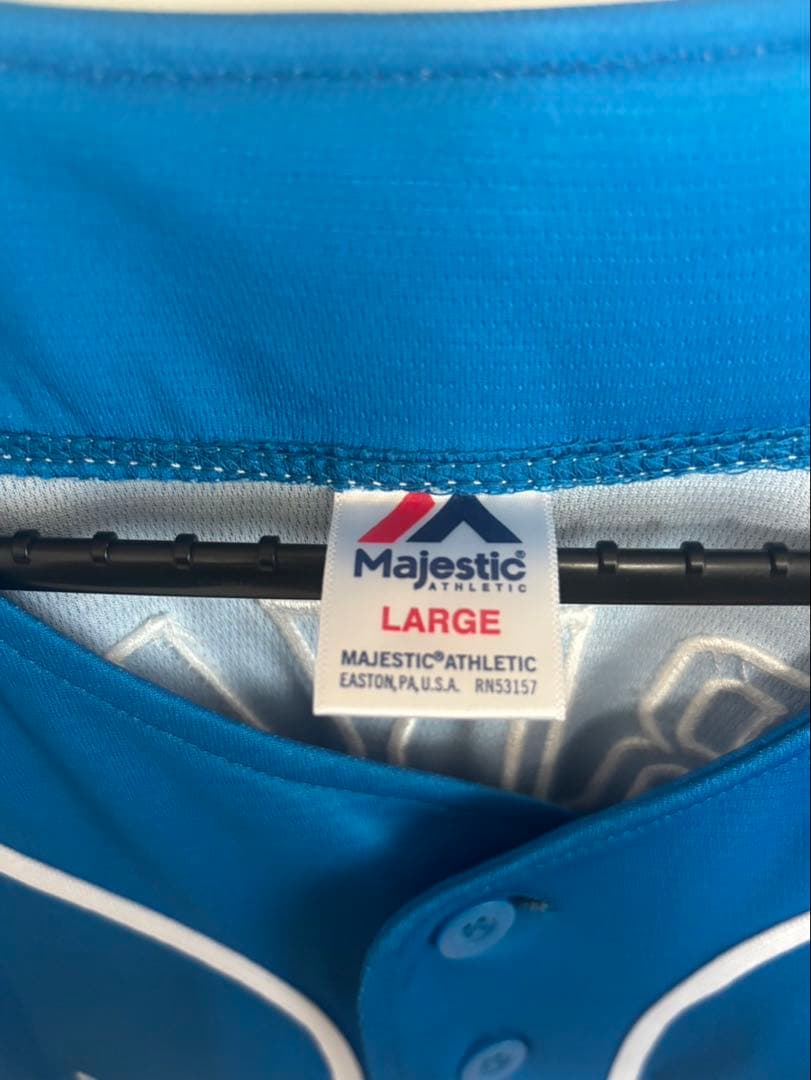 Majestic®
ATHLETIC
LARGE
MAJESTIC® ATHLETIC
EASTON, PA, U.S.A. RN53157